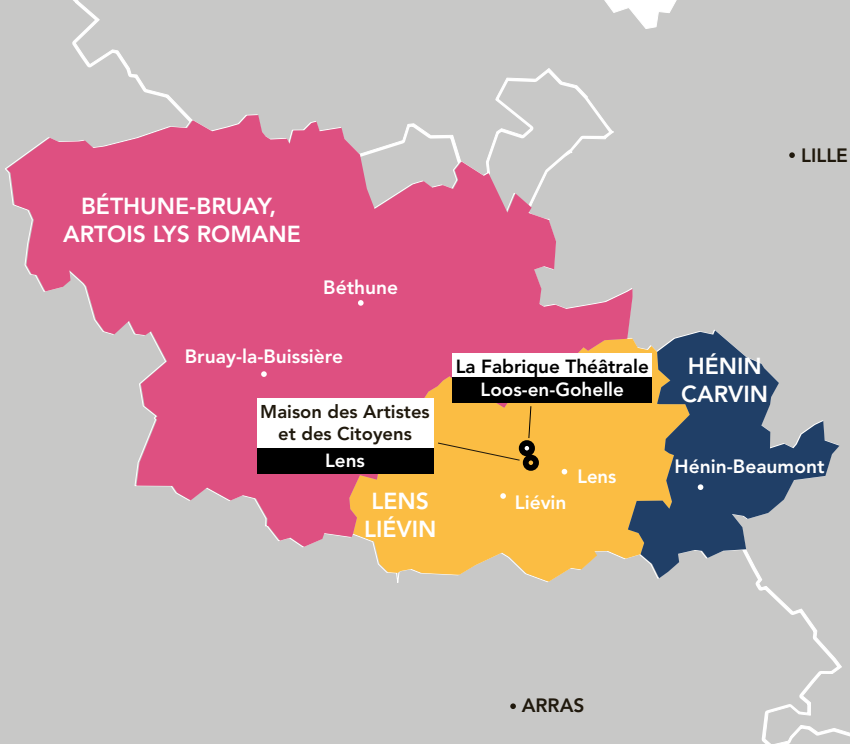 • LILLE
BÉTHUNE-BRUAY,
ARTOIS LYS ROMANE
Béthune
Bruay-la-Buissière
La Fabrique Théâtrale
Loos-en-Gohelle
HÉNIN
CARVIN
Maison des Artistes
et des Citoyens
Lens
Hénin-Beaumont
Lens
Liévin
LENS
LIÉVIN
• ARRAS